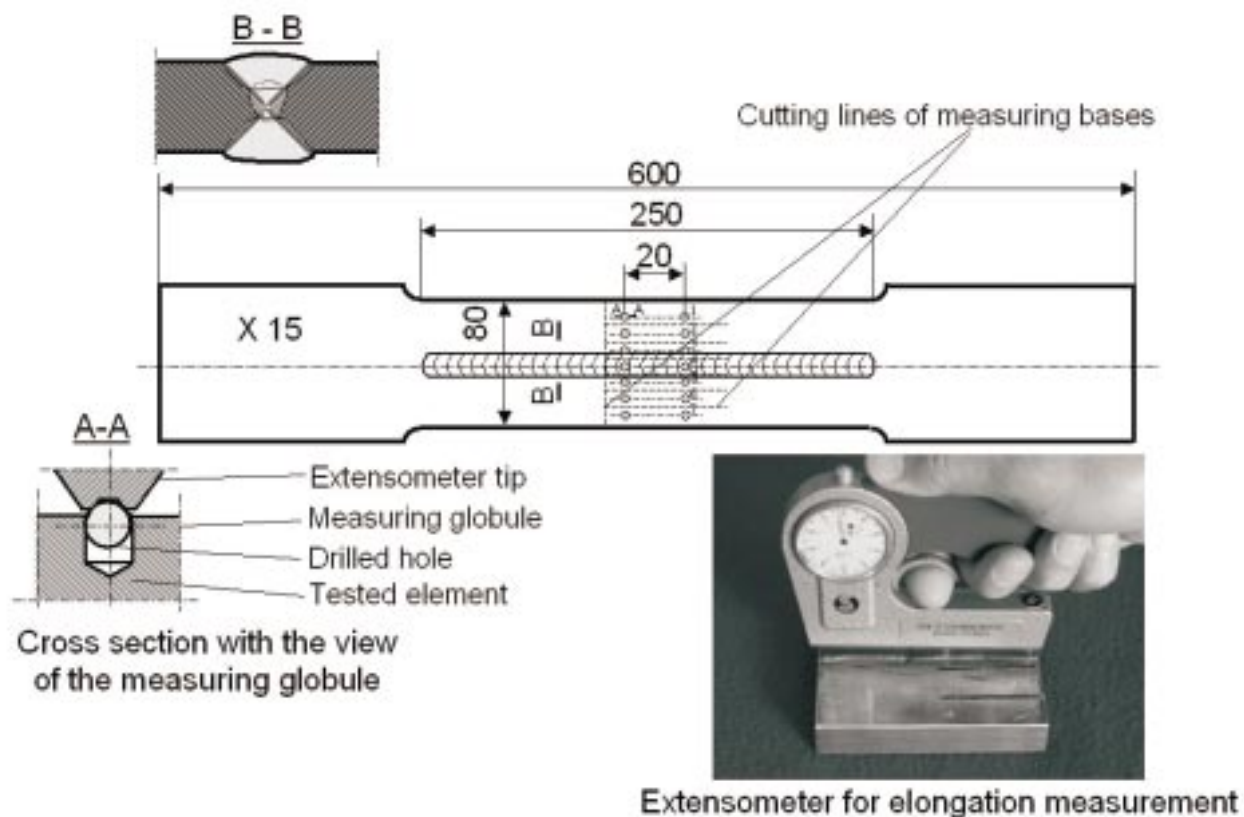 B - B
Cutting lines of measuring bases
600
250
20
X 15
80
B
B
A-A
A-A
Extensometer tip
Measuring globule
Drilled hole
Tested element
Cross section with the view
of the measuring globule
Extensometer for elongation measurement